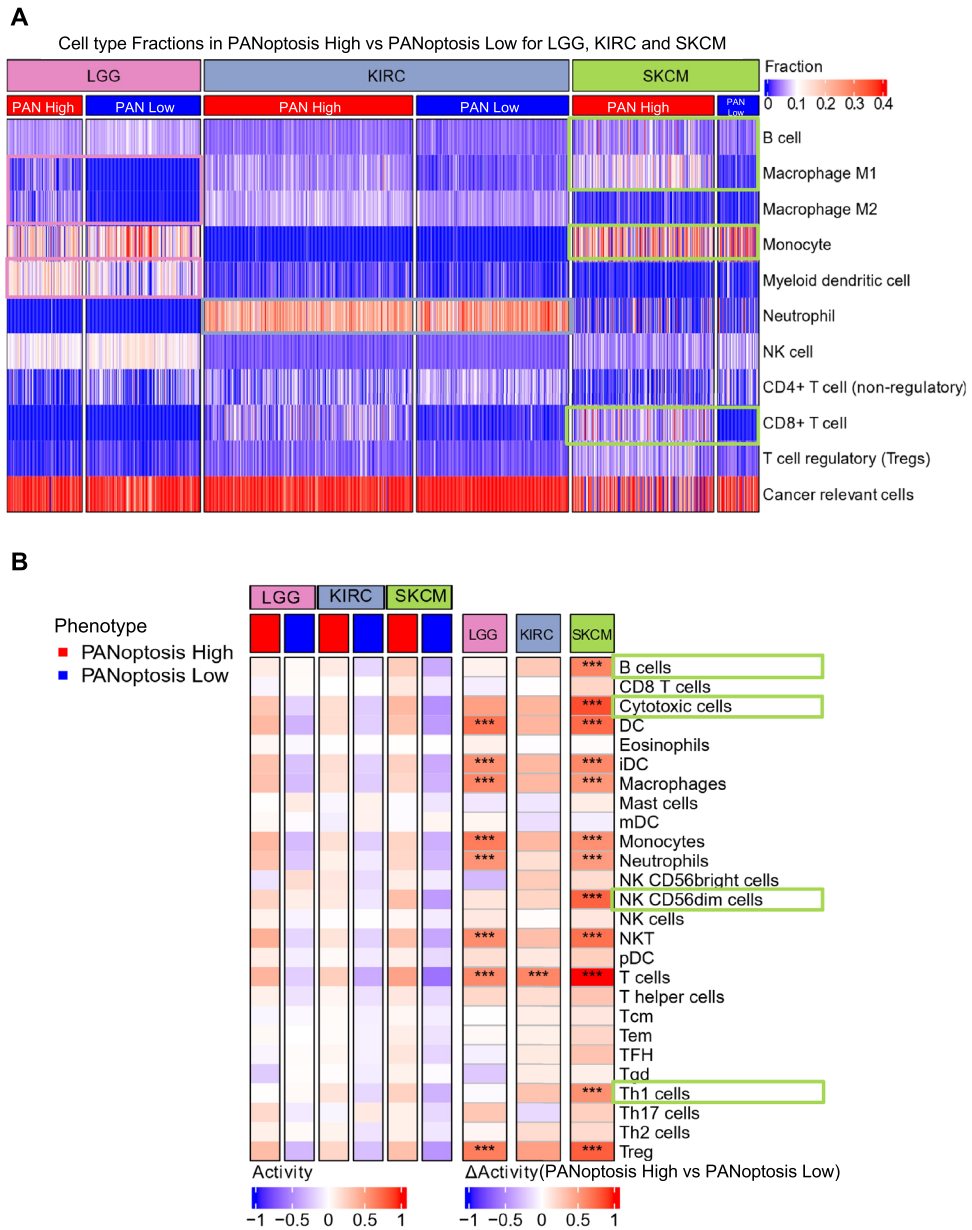 A
Cell type Fractions in PANoptosis High vs PANoptosis Low for LGG, KIRC and SKCM
LGG
KIRC
SKCM
Fraction
0 0.1 0.2 0.3 0.4
PAN High
PAN Low
PAN High
PAN Low
PAN High
PAN
Low
B cell
Macrophage M1
Macrophage M2
Monocyte
Myeloid dendritic cell
Neutrophil
NK cell
CD4+ T cell (non-regulatory)
CD8+ T cell
T cell regulatory (Tregs)
Cancer relevant cells
B
Phenotype
PANoptosis High
PANoptosis Low
LGG KIRC SKCM
LGG KIRC SKCM
*** B cells
CD8 T cells
*** Cytotoxic cells
*** *** DC
Eosinophils
*** *** iDC
*** *** Macrophages
Mast cells
mDC
*** *** Monocytes
*** *** Neutrophils
NK CD56bright cells
*** NK CD56dim cells
NK cells
*** *** NKT
pDC
*** *** *** T cells
T helper cells
Tcm
Tem
TFH
Tgd
*** Th1 cells
Th17 cells
Th2 cells
*** *** Treg
Activity
−1 −0.5 0 0.5 1
ΔActivity(PANoptosis High vs PANoptosis Low)
−1 −0.5 0 0.5 1